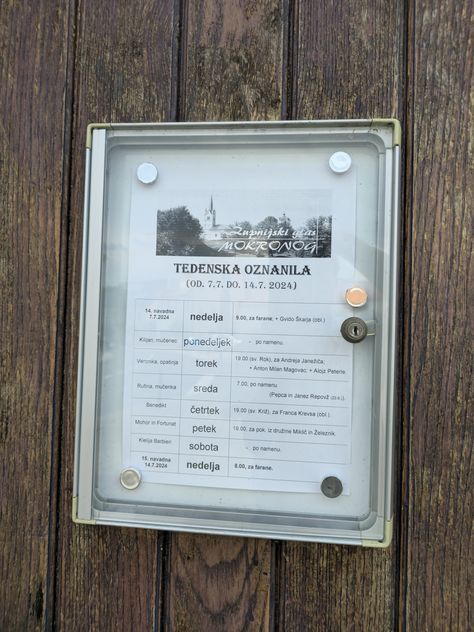 Župnijski glas
MOKRONOG
TEDENSKA OZNANILA
(OD. 7.7. DO. 14.7. 2024)
14. navadna
7.7.2024
nedelja
9.00, za farane, + Gvido Škarja (obl.)
Kilijan, mučenec
ponedeljek
- po namenu.
Veronika, opatinja
torek
19.00 (sv. Rok), za Andreja Janežiča;
+ Anton Milan Magovac; + Alojz Peterle.
Rufina, mučenka
sreda
7.00, po namenu
(Pepca in Janez Repovž
Benedikt
četrtek
19.00 (sv. Križ), za Franca Krevsa (obl.).
Mohor in Fortunat
petek
19.00, za pok. iz družine Miklič in Železnik.
Klelija Barbieri
sobota
- po namenu.
15. navadna
14.7.2024
nedelja
8.00, za farane.